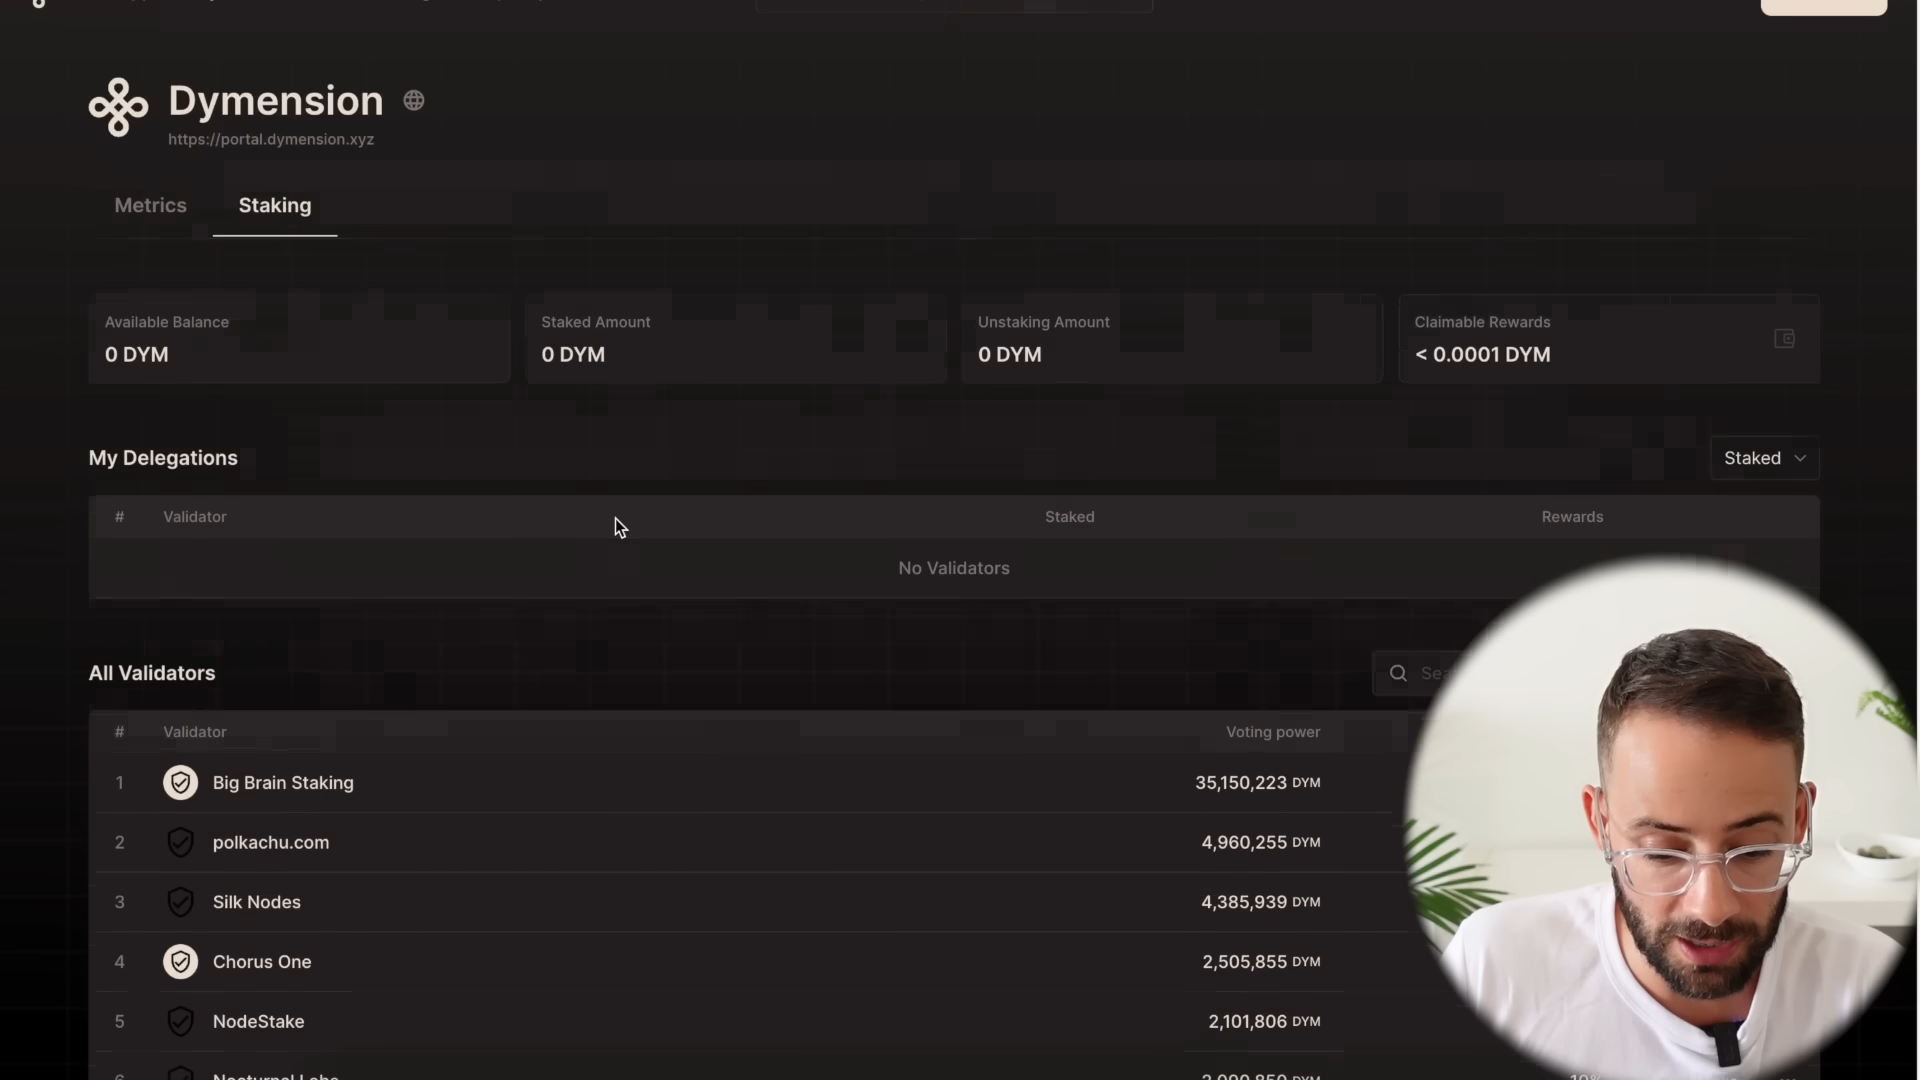 Dymension
https://portal.dymension.xyz
Metrics
Staking
Available Balance
0 DYM
Staked Amount
0 DYM
Unstaking Amount
0 DYM
Claimable Rewards
< 0.0001 DYM
My Delegations
Staked
# Validator Staked Rewards
No Validators
All Validators
# Validator Voting power
1 Big Brain Staking 35,150,223 DYM
2 polkachu.com 4,960,255 DYM
3 Silk Nodes 4,385,939 DYM
4 Chorus One 2,505,855 DYM
5 NodeStake 2,101,806 DYM